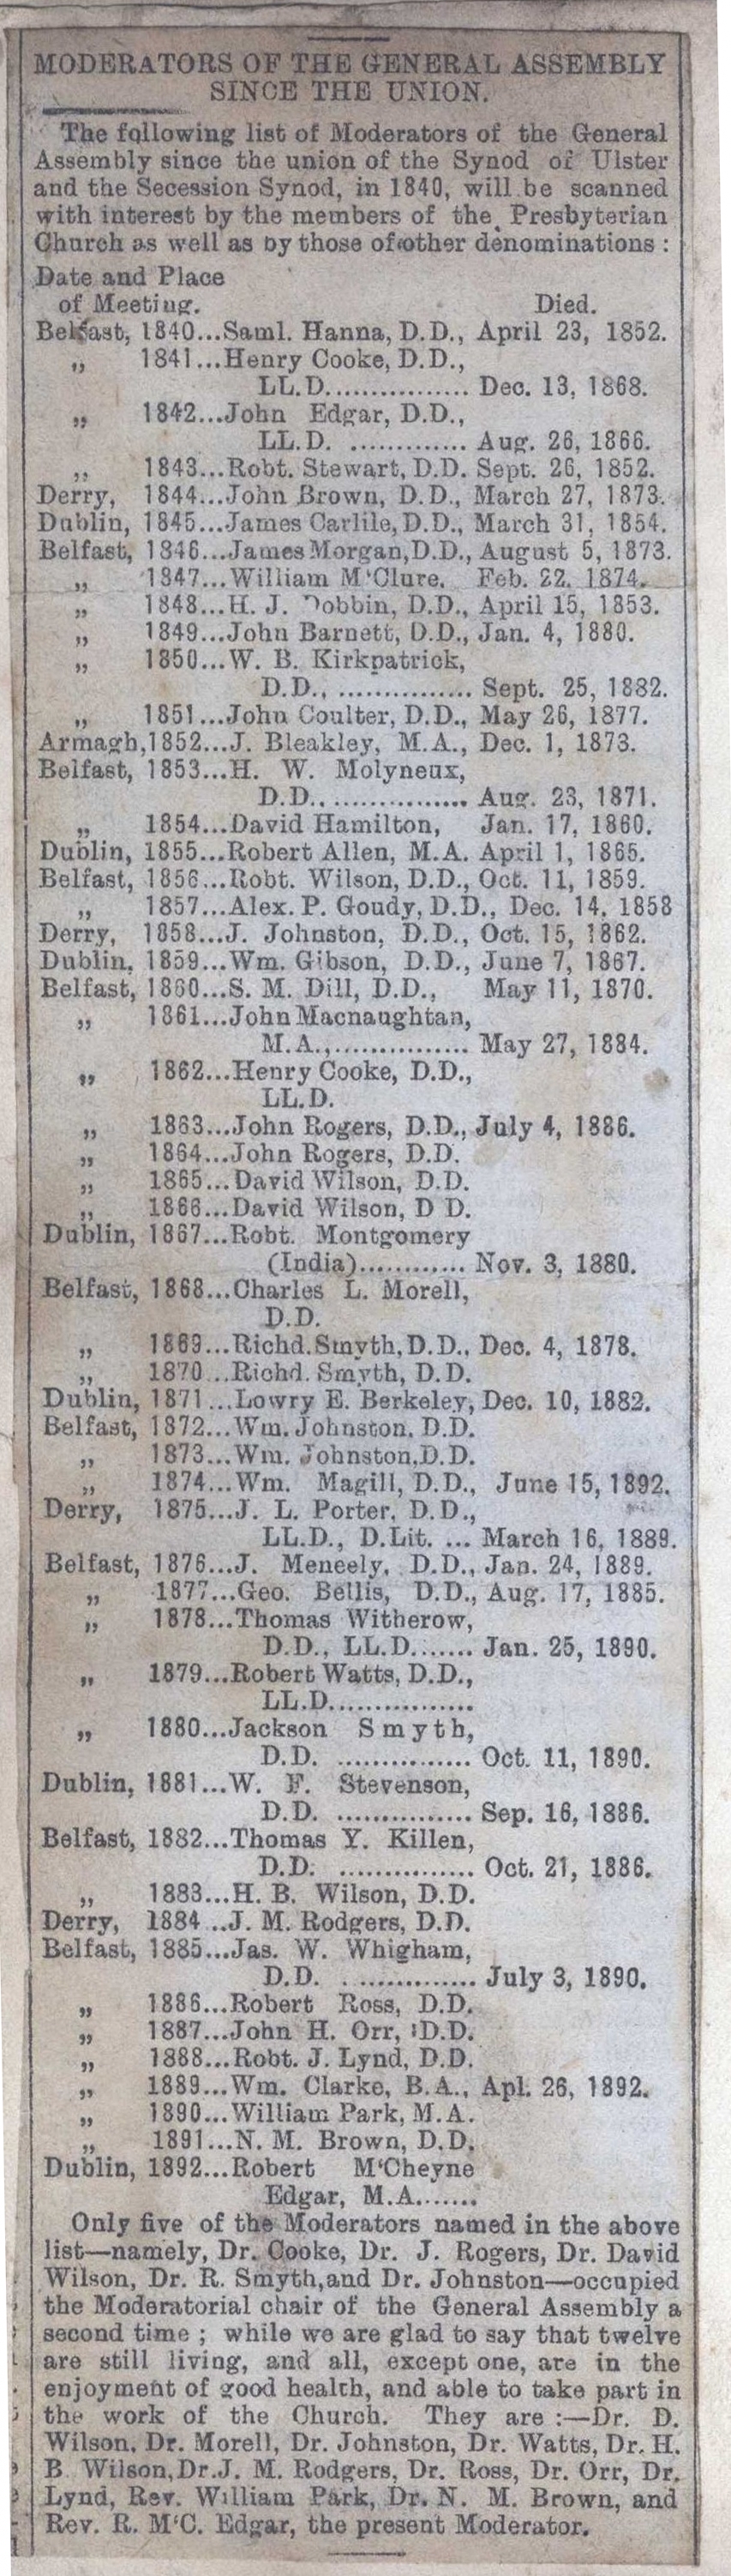 MODERATORS OF THE GENERAL ASSEMBLY
SINCE THE UNION.
The following list of Moderators of the General
Assembly since the union of the Synod of Ulster
and the Secession Synod, in 1840, will be scanned
with interest by the members of the Presbyterian
Church as well as by those of other denominations :
Date and Place
of Meeting. Died.
Belfast, 1840...Saml. Hanna, D.D., April 23, 1852.
„ 1841...Henry Cooke, D.D.,
LL.D................. Dec. 13, 1868.
„ 1842...John Edgar, D.D.,
LL.D. ............. Aug. 26, 1866.
„ 1843...Robt. Stewart, D.D. Sept. 26, 1852.
Derry, 1844...John Brown, D.D., March 27, 1873.
Dublin, 1845...James Carlile, D.D., March 31, 1854.
Belfast, 1846...James Morgan, D.D., August 5, 1873.
„ 1847...William M'Clure. Feb. 22, 1874.
„ 1848...H. J. Dobbin, D.D., April 15, 1853.
„ 1849...John Barnett, D.D., Jan. 4, 1880.
„ 1850...W. B. Kirkpatrick,
D.D., ............... Sept. 25, 1882.
„ 1851...John Coulter, D.D., May 26, 1877.
Armagh, 1852...J. Bleakley, M.A., Dec. 1, 1873.
Belfast, 1853...H. W. Molyneux,
D.D., ............... Aug. 23, 1871.
„ 1854...David Hamilton, Jan. 17, 1860.
Dublin, 1855...Robert Allen, M.A. April 1, 1865.
Belfast, 1856...Robt. Wilson, D.D., Oct. 11, 1859.
„ 1857...Alex. P. Goudy, D.D., Dec. 14, 1858
Derry, 1858...J. Johnston, D.D., Oct. 15, 1862.
Dublin, 1859...Wm. Gibson, D.D., June 7, 1867.
Belfast, 1860...S. M. Dill, D.D., May 11, 1870.
„ 1861...John Macnaughtan,
M.A.,............... May 27, 1884.
„ 1862...Henry Cooke, D.D.,
LL.D.
„ 1863...John Rogers, D.D., July 4, 1886.
„ 1864...John Rogers, D.D.
„ 1865...David Wilson, D.D.
„ 1866...David Wilson, D D.
Dublin, 1867...Robt. Montgomery
(India)............ Nov. 3, 1880.
Belfast, 1868...Charles L. Morell,
D.D.
„ 1869...Richd. Smyth, D.D., Dec. 4, 1878.
„ 1870...Richd. Smyth, D.D.
Dublin, 1871...Lowry E. Berkeley, Dec. 10, 1882.
Belfast, 1872...Wm. Johnston, D.D.
„ 1873...Wm. Johnston, D.D.
„ 1874...Wm. Magill, D.D., June 15, 1892.
Derry, 1875...J. L. Porter, D.D.,
LL.D., D.Lit. ... March 16, 1889.
Belfast, 1876...J. Meneely, D.D., Jan. 24, 1889.
„ 1877...Geo. Bellis, D.D., Aug. 17, 1885.
„ 1878...Thomas Witherow,
D.D., LL.D....... Jan. 25, 1890.
„ 1879...Robert Watts, D.D.,
LL.D................
„ 1880...Jackson Smyth,
D.D. ............... Oct. 11, 1890.
Dublin, 1881...W. F. Stevenson,
D.D. ............... Sep. 16, 1886.
Belfast, 1882...Thomas Y. Killen,
D.D. ............... Oct. 21, 1886.
„ 1883...H. B. Wilson, D.D.
Derry, 1884...J. M. Rodgers, D.D.
Belfast, 1885...Jas. W. Whigham,
D.D. ............... July 3, 1890.
„ 1886...Robert Ross, D.D.
„ 1887...John H. Orr, D.D.
„ 1888...Robt. J. Lynd, D.D.
„ 1889...Wm. Clarke, B.A., Apl. 26, 1892.
„ 1890...William Park, M.A.
„ 1891...N. M. Brown, D.D.
Dublin, 1892...Robert M'Cheyne
Edgar, M.A.......
Only five of the Moderators named in the above
list—namely, Dr. Cooke, Dr. J. Rogers, Dr. David
Wilson, Dr. R. Smyth, and Dr. Johnston—occupied
the Moderatorial chair of the General Assembly a
second time ; while we are glad to say that twelve
are still living, and all, except one, are in the
enjoyment of good health, and able to take part in
the work of the Church. They are :—Dr. D.
Wilson, Dr. Morell, Dr. Johnston, Dr. Watts, Dr. H.
B. Wilson, Dr. J. M. Rodgers, Dr. Ross, Dr. Orr, Dr.
Lynd, Rev. William Park, Dr. N. M. Brown, and
Rev. R. M'C. Edgar, the present Moderator.